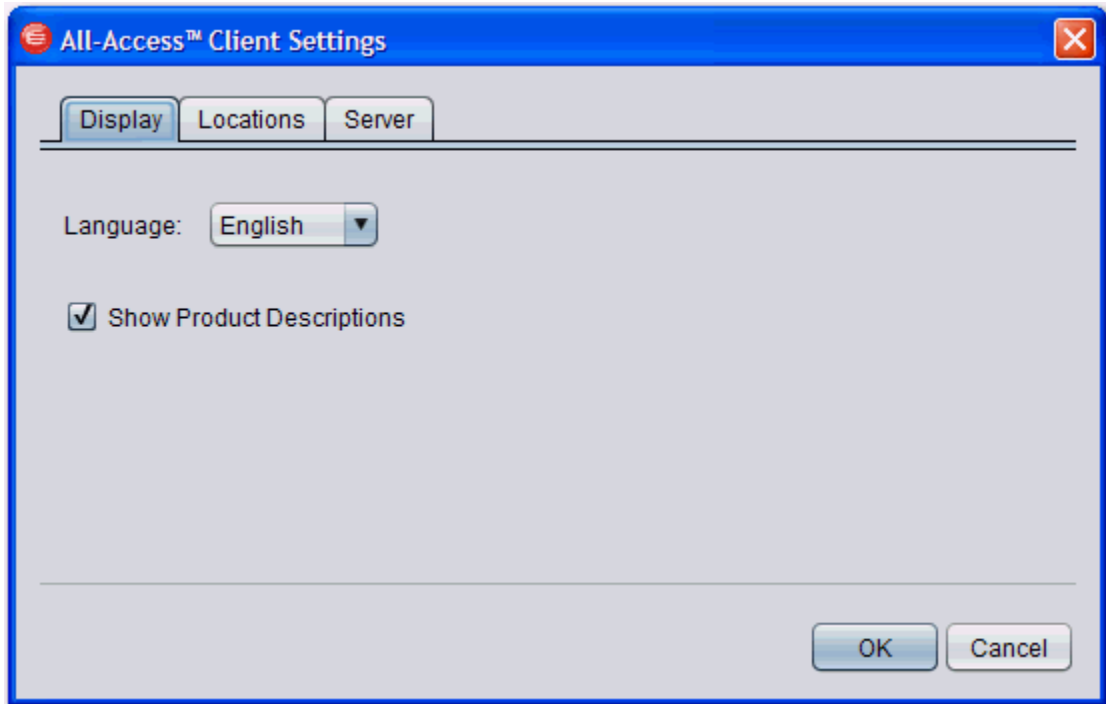 All-Access™ Client Settings
Display Locations Server
Language: English
Show Product Descriptions
OK Cancel